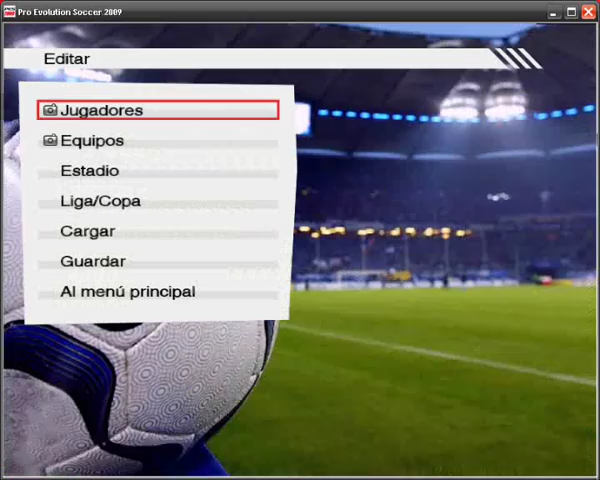 Pro Evolution Soccer 2009
Editar
Jugadores
Equipos
Estadio
Liga/Copa
Cargar
Guardar
Al menú principal